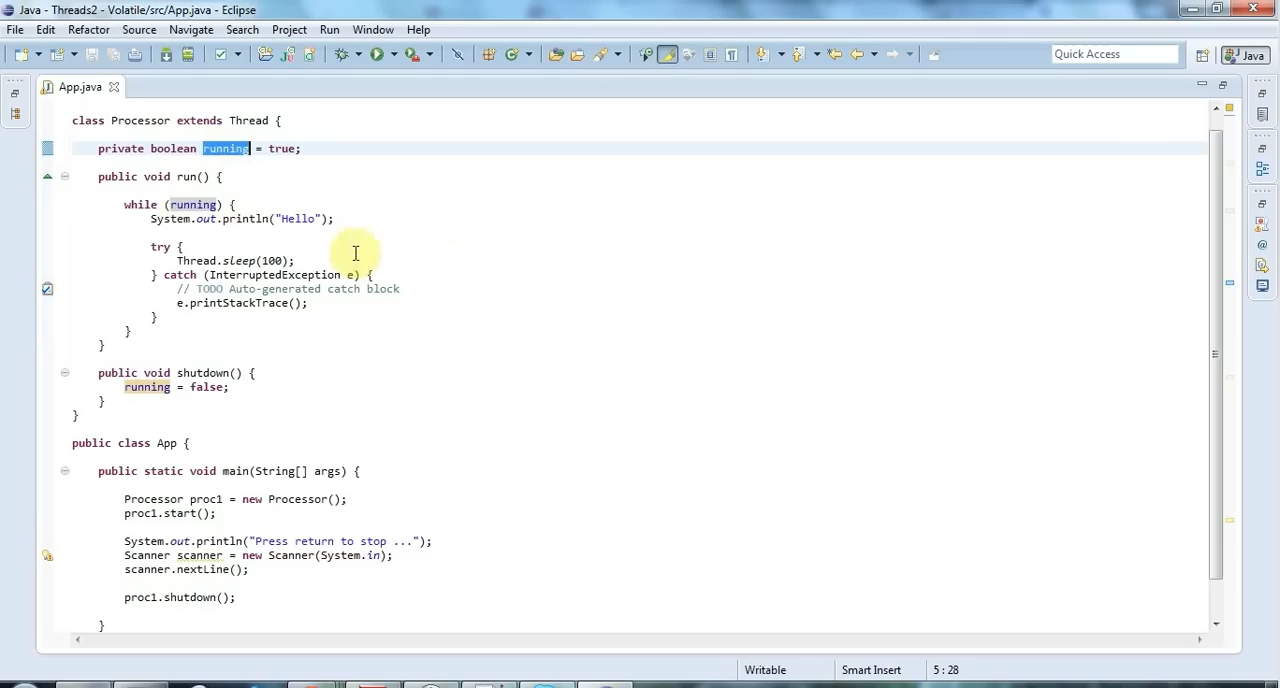 Java - Threads2 - Volatile/src/App.java - Eclipse
File Edit Refactor Source Navigate Search Project Run Window Help
Quick Access
Java
App.java
class Processor extends Thread {
private boolean running = true;
public void run() {
while (running) {
System.out.println("Hello");
try {
Thread.sleep(100);
} catch (InterruptedException e) {
// TODO Auto-generated catch block
e.printStackTrace();
}
}
}
public void shutdown() {
running = false;
}
}
public class App {
public static void main(String[] args) {
Processor proc1 = new Processor();
proc1.start();
System.out.println("Press return to stop ...");
Scanner scanner = new Scanner(System.in);
scanner.nextLine();
proc1.shutdown();
}
Writable Smart Insert 5 : 28